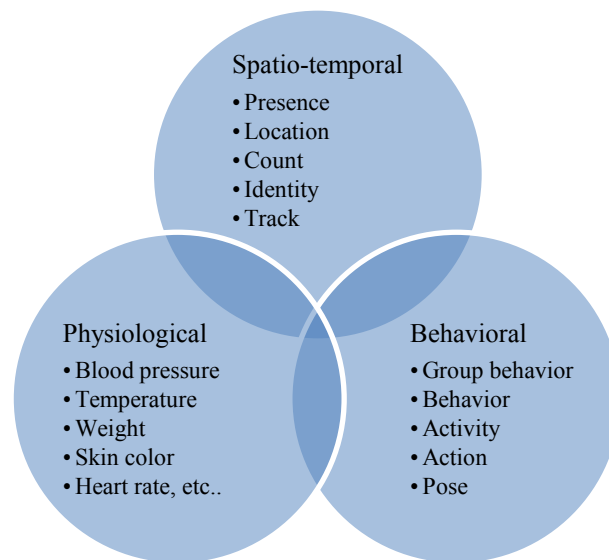 Spatio-temporal
• Presence
• Location
• Count
• Identity
• Track
Physiological
• Blood pressure
• Temperature
• Weight
• Skin color
• Heart rate, etc..
Behavioral
• Group behavior
• Behavior
• Activity
• Action
• Pose